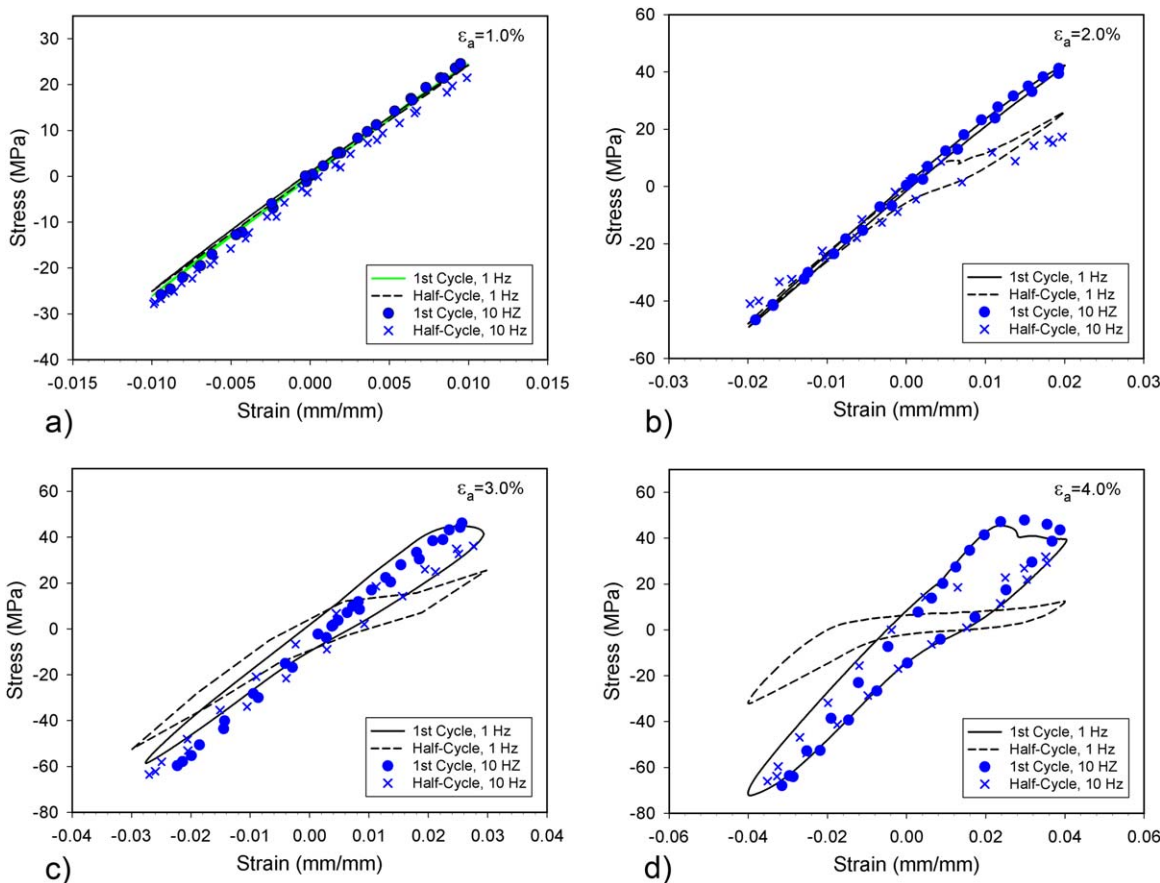 εa=1.0%
Stress (MPa)
30
20
10
0
-10
-20
-30
-40
1st Cycle, 1 Hz
Half-Cycle, 1 Hz
1st Cycle, 10 HZ
Half-Cycle, 10 Hz
-0.015 -0.010 -0.005 0.000 0.005 0.010 0.015
Strain (mm/mm)
a)
εa=2.0%
Stress (MPa)
60
40
20
0
-20
-40
-60
1st Cycle, 1 Hz
Half-Cycle, 1 Hz
1st Cycle, 10 HZ
Half-Cycle, 10 Hz
-0.03 -0.02 -0.01 0.00 0.01 0.02 0.03
Strain (mm/mm)
b)
εa=3.0%
Stress (MPa)
60
40
20
0
-20
-40
-60
-80
1st Cycle, 1 Hz
Half-Cycle, 1 Hz
1st Cycle, 10 HZ
Half-Cycle, 10 Hz
-0.04 -0.03 -0.02 -0.01 0.00 0.01 0.02 0.03 0.04
Strain (mm/mm)
c)
εa=4.0%
Stress (MPa)
60
40
20
0
-20
-40
-60
-80
1st Cycle, 1 Hz
Half-Cycle, 1 Hz
1st Cycle, 10 HZ
Half-Cycle, 10 Hz
-0.06 -0.04 -0.02 0.00 0.02 0.04 0.06
Strain (mm/mm)
d)